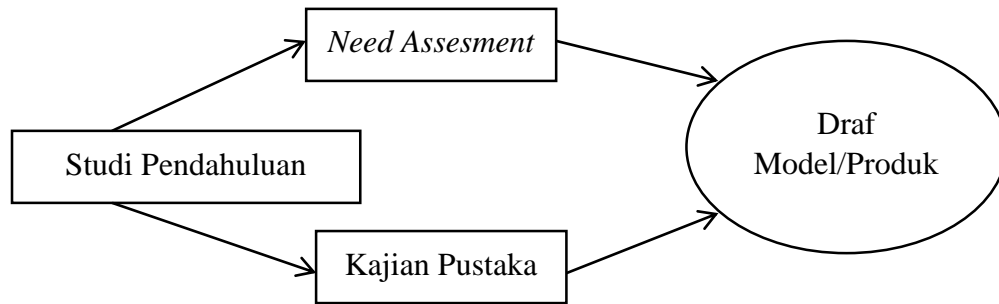 Need Assesment
Studi Pendahuluan
Draf
Model/Produk
Kajian Pustaka